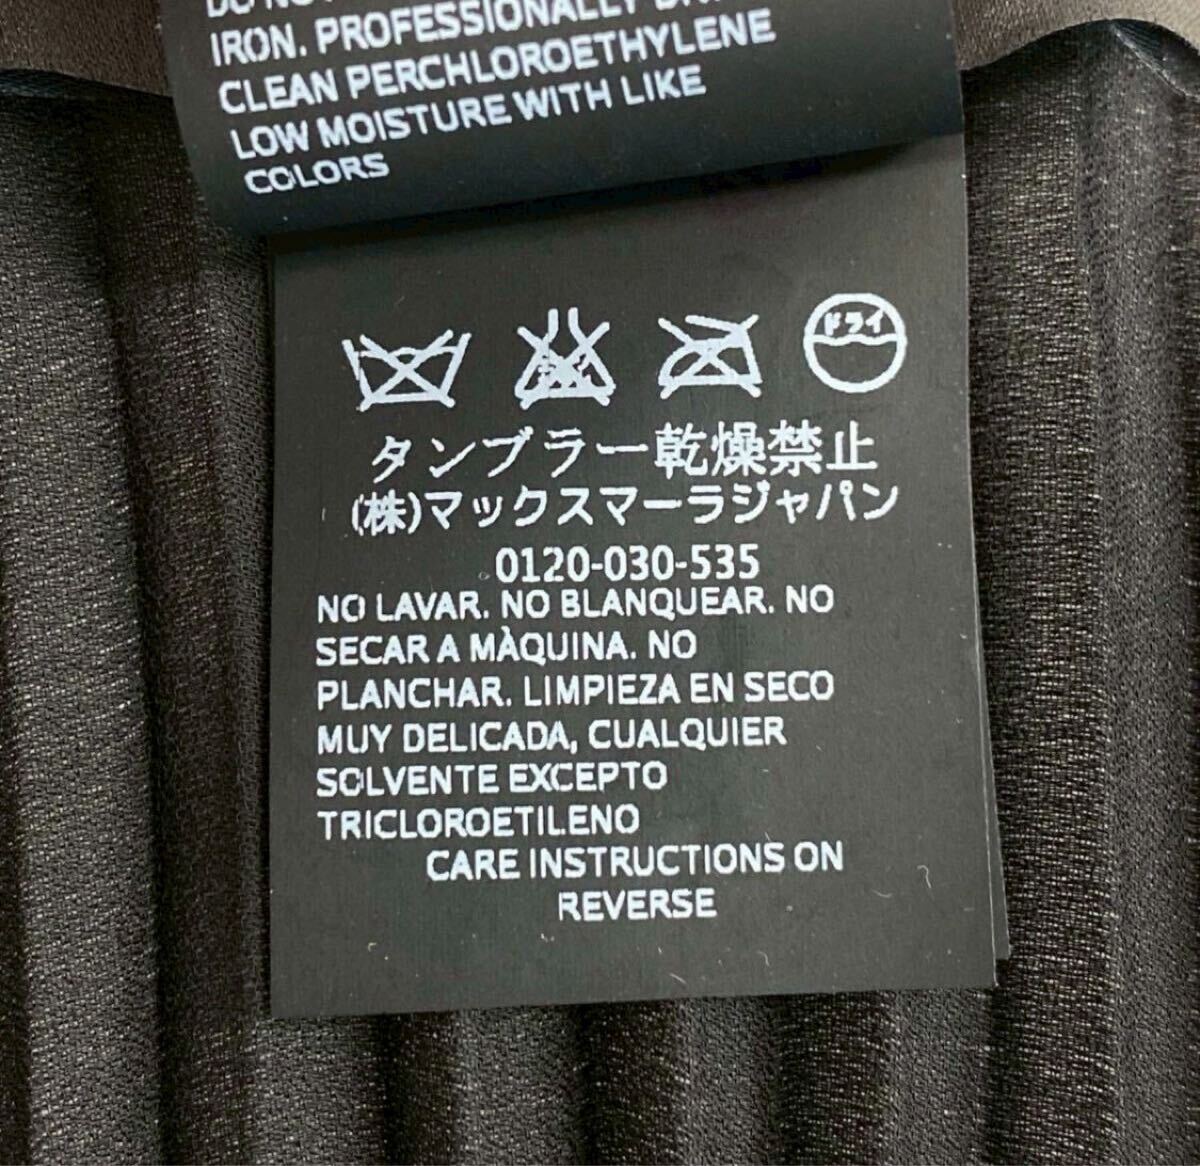 IRON. PROFESSIONALLY
CLEAN PERCHLOROETHYLENE
LOW MOISTURE WITH LIKE
COLORS
ドライ
タンブラー乾燥禁止
(株)マックスマーラジャパン
0120-030-535
NO LAVAR. NO BLANQUEAR. NO
SECAR A MÀQUINA. NO
PLANCHAR. LIMPIEZA EN SECO
MUY DELICADA, CUALQUIER
SOLVENTE EXCEPTO
TRICLOROETILENO
CARE INSTRUCTIONS ON
REVERSE